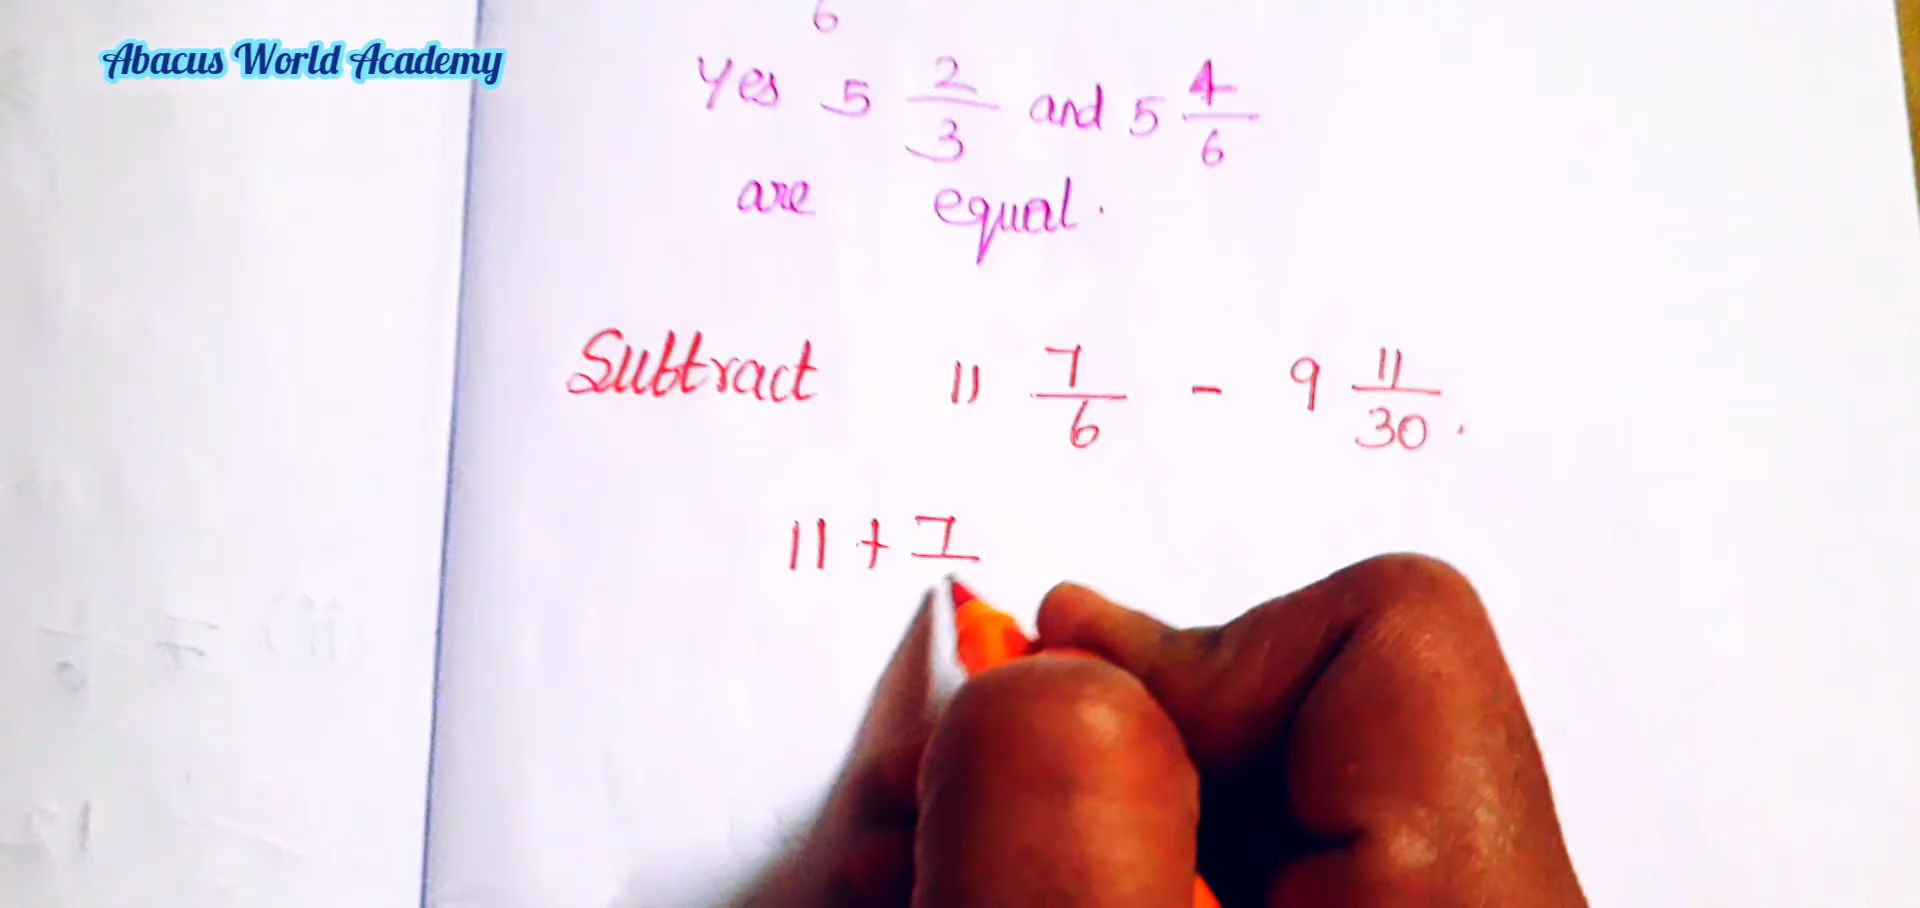 Abacus World Academy
6
Yes 5 2/3 and 5 4/6
are equal.
Subtract 11 7/6 - 9 11/30.
11 + 7